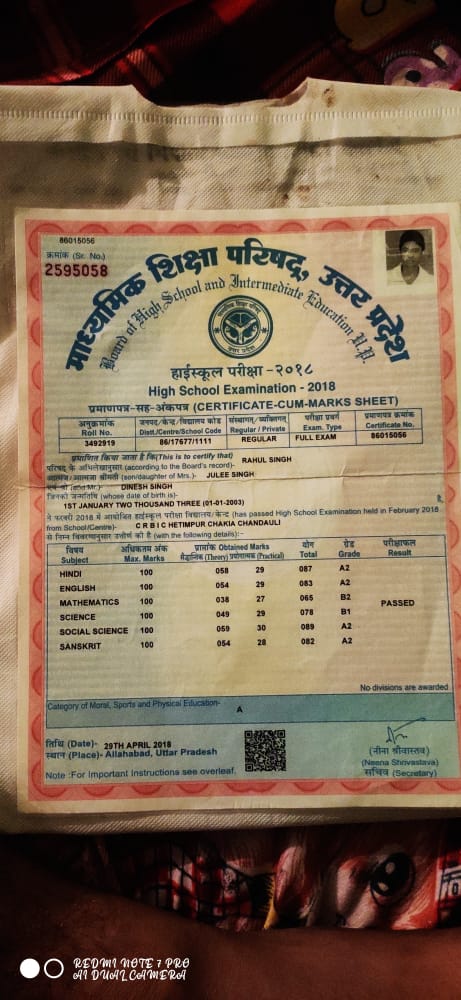 86015056
क्रमांक (Sr. No.)
2595058
माध्यमिक शिक्षा परिषद, उत्तर प्रदेश
Board of High School and Intermediate Education U.P.
हाईस्कूल परीक्षा - २०१८
High School Examination - 2018
प्रमाणपत्र-सह-अंकपत्र (CERTIFICATE-CUM-MARKS SHEET)
अनुक्रमांक जनपद/केन्द्र/विद्यालय कोड संस्थागत/व्यक्तिगत परीक्षा प्रवर्ग प्रमाणपत्र क्रमांक
Roll No. Distt./Centre/School Code Regular / Private Exam. Type Certificate No.
3492919 86/17677/1111 REGULAR FULL EXAM 86015056
प्रमाणित किया जाता है कि(This is to certify that) RAHUL SINGH
परिषद के अभिलेखानुसार (according to the Board's record)-
आत्मज/आत्मजा श्रीमती (son/daughter of Mrs.)- JULEE SINGH
एवं श्री (and Mr.)- DINESH SINGH
जिनकी जन्मतिथि (whose date of birth is)-
1ST JANUARY TWO THOUSAND THREE (01-01-2003) है,
ने फरवरी 2018 में आयोजित हाईस्कूल परीक्षा विद्यालय/केन्द्र (has passed High School Examination held in February 2018
from School/Centre)- C R B I C HETIMPUR CHAKIA CHANDAULI
से निम्न विवरणानुसार उत्तीर्ण की है (with the following details):-
विषय अधिकतम अंक प्राप्तांक Obtained Marks योग ग्रेड परीक्षाफल
Subject Max. Marks सैद्धान्तिक (Theory) प्रयोगात्मक (Practical) Total Grade Result
HINDI 100 058 29 087 A2
ENGLISH 100 054 29 083 A2
MATHEMATICS 100 038 27 065 B2 PASSED
SCIENCE 100 049 29 078 B1
SOCIAL SCIENCE 100 059 30 089 A2
SANSKRIT 100 054 28 082 A2
No divisions are awarded
Category of Moral, Sports and Physical Education- A
तिथि (Date)- 29TH APRIL 2018
स्थान (Place)- Allahabad, Uttar Pradesh
(नीना श्रीवास्तव)
(Neena Shrivastava)
सचिव (Secretary)
Note :For Important Instructions see overleaf.
REDMI NOTE 7 PRO
AI DUAL CAMERA